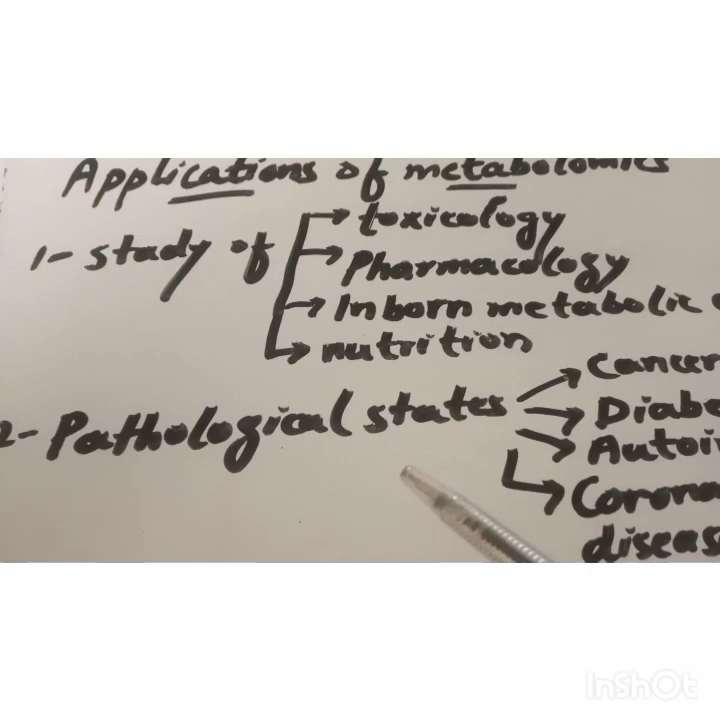 Applications of metabolomics
1- study of → toxicology
→ Pharmacology
→ Inborn metabolic
→ nutrition
2- Pathological states → Cancer
→ Diabe
→ Autoi
→ Corona
diseas
InShOt